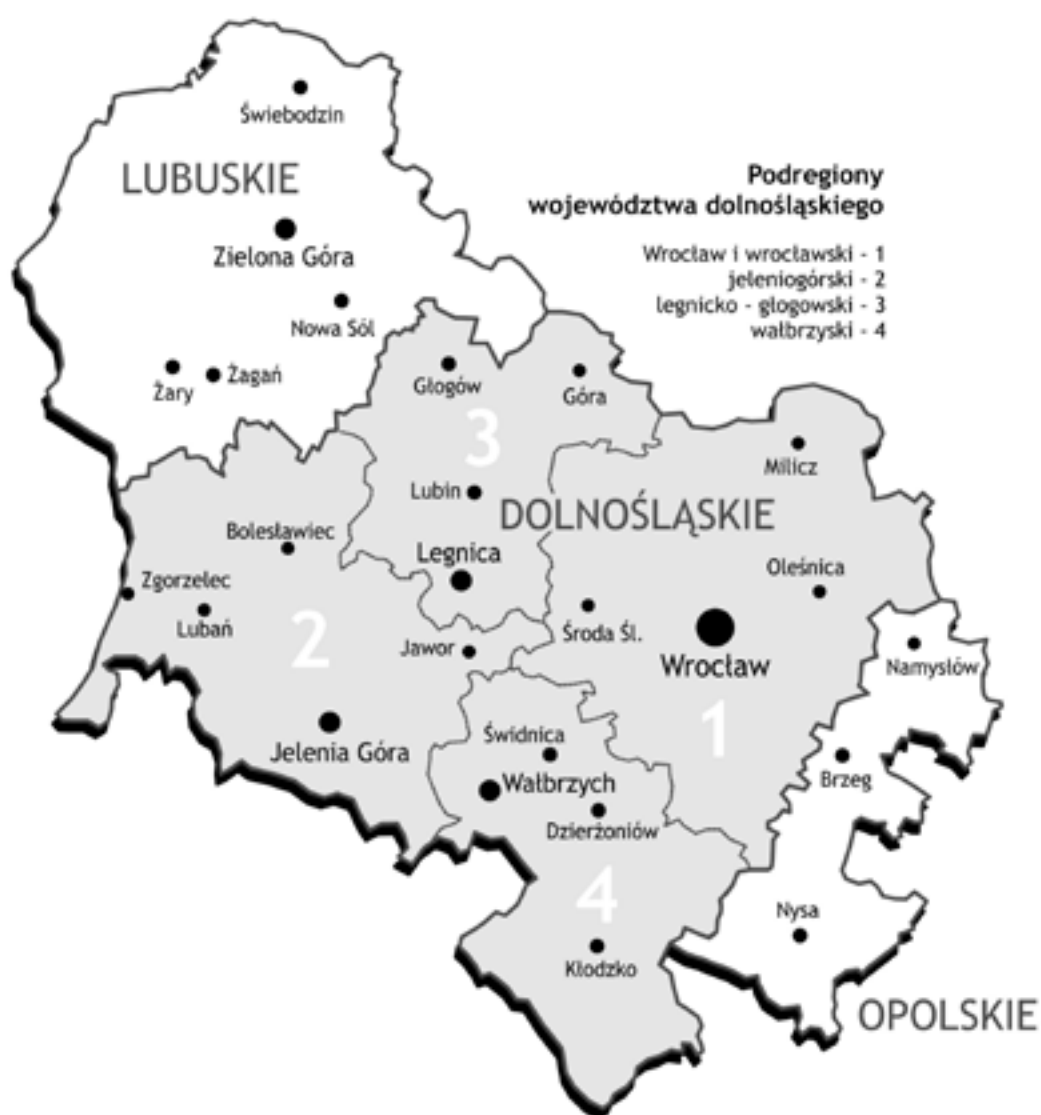 Świebodzin
LUBUSKIE
Podregiony
województwa dolnośląskiego
Zielona Góra
Wrocław i wrocławski - 1
jeleniogórski - 2
legnicko - głogowski - 3
wałbrzyski - 4
Nowa Sól
Żary
Żagań
Głogów
Góra
3
Milicz
Lubin
DOLNOŚLĄSKIE
Bolesławiec
Legnica
Oleśnica
Zgorzelec
Lubań
2
Jawor
Środa Śl.
Wrocław
Namysłów
1
Jelenia Góra
Świdnica
Wałbrzych
Brzeg
Dzierżoniów
4
Nysa
Kłodzko
OPOLSKIE